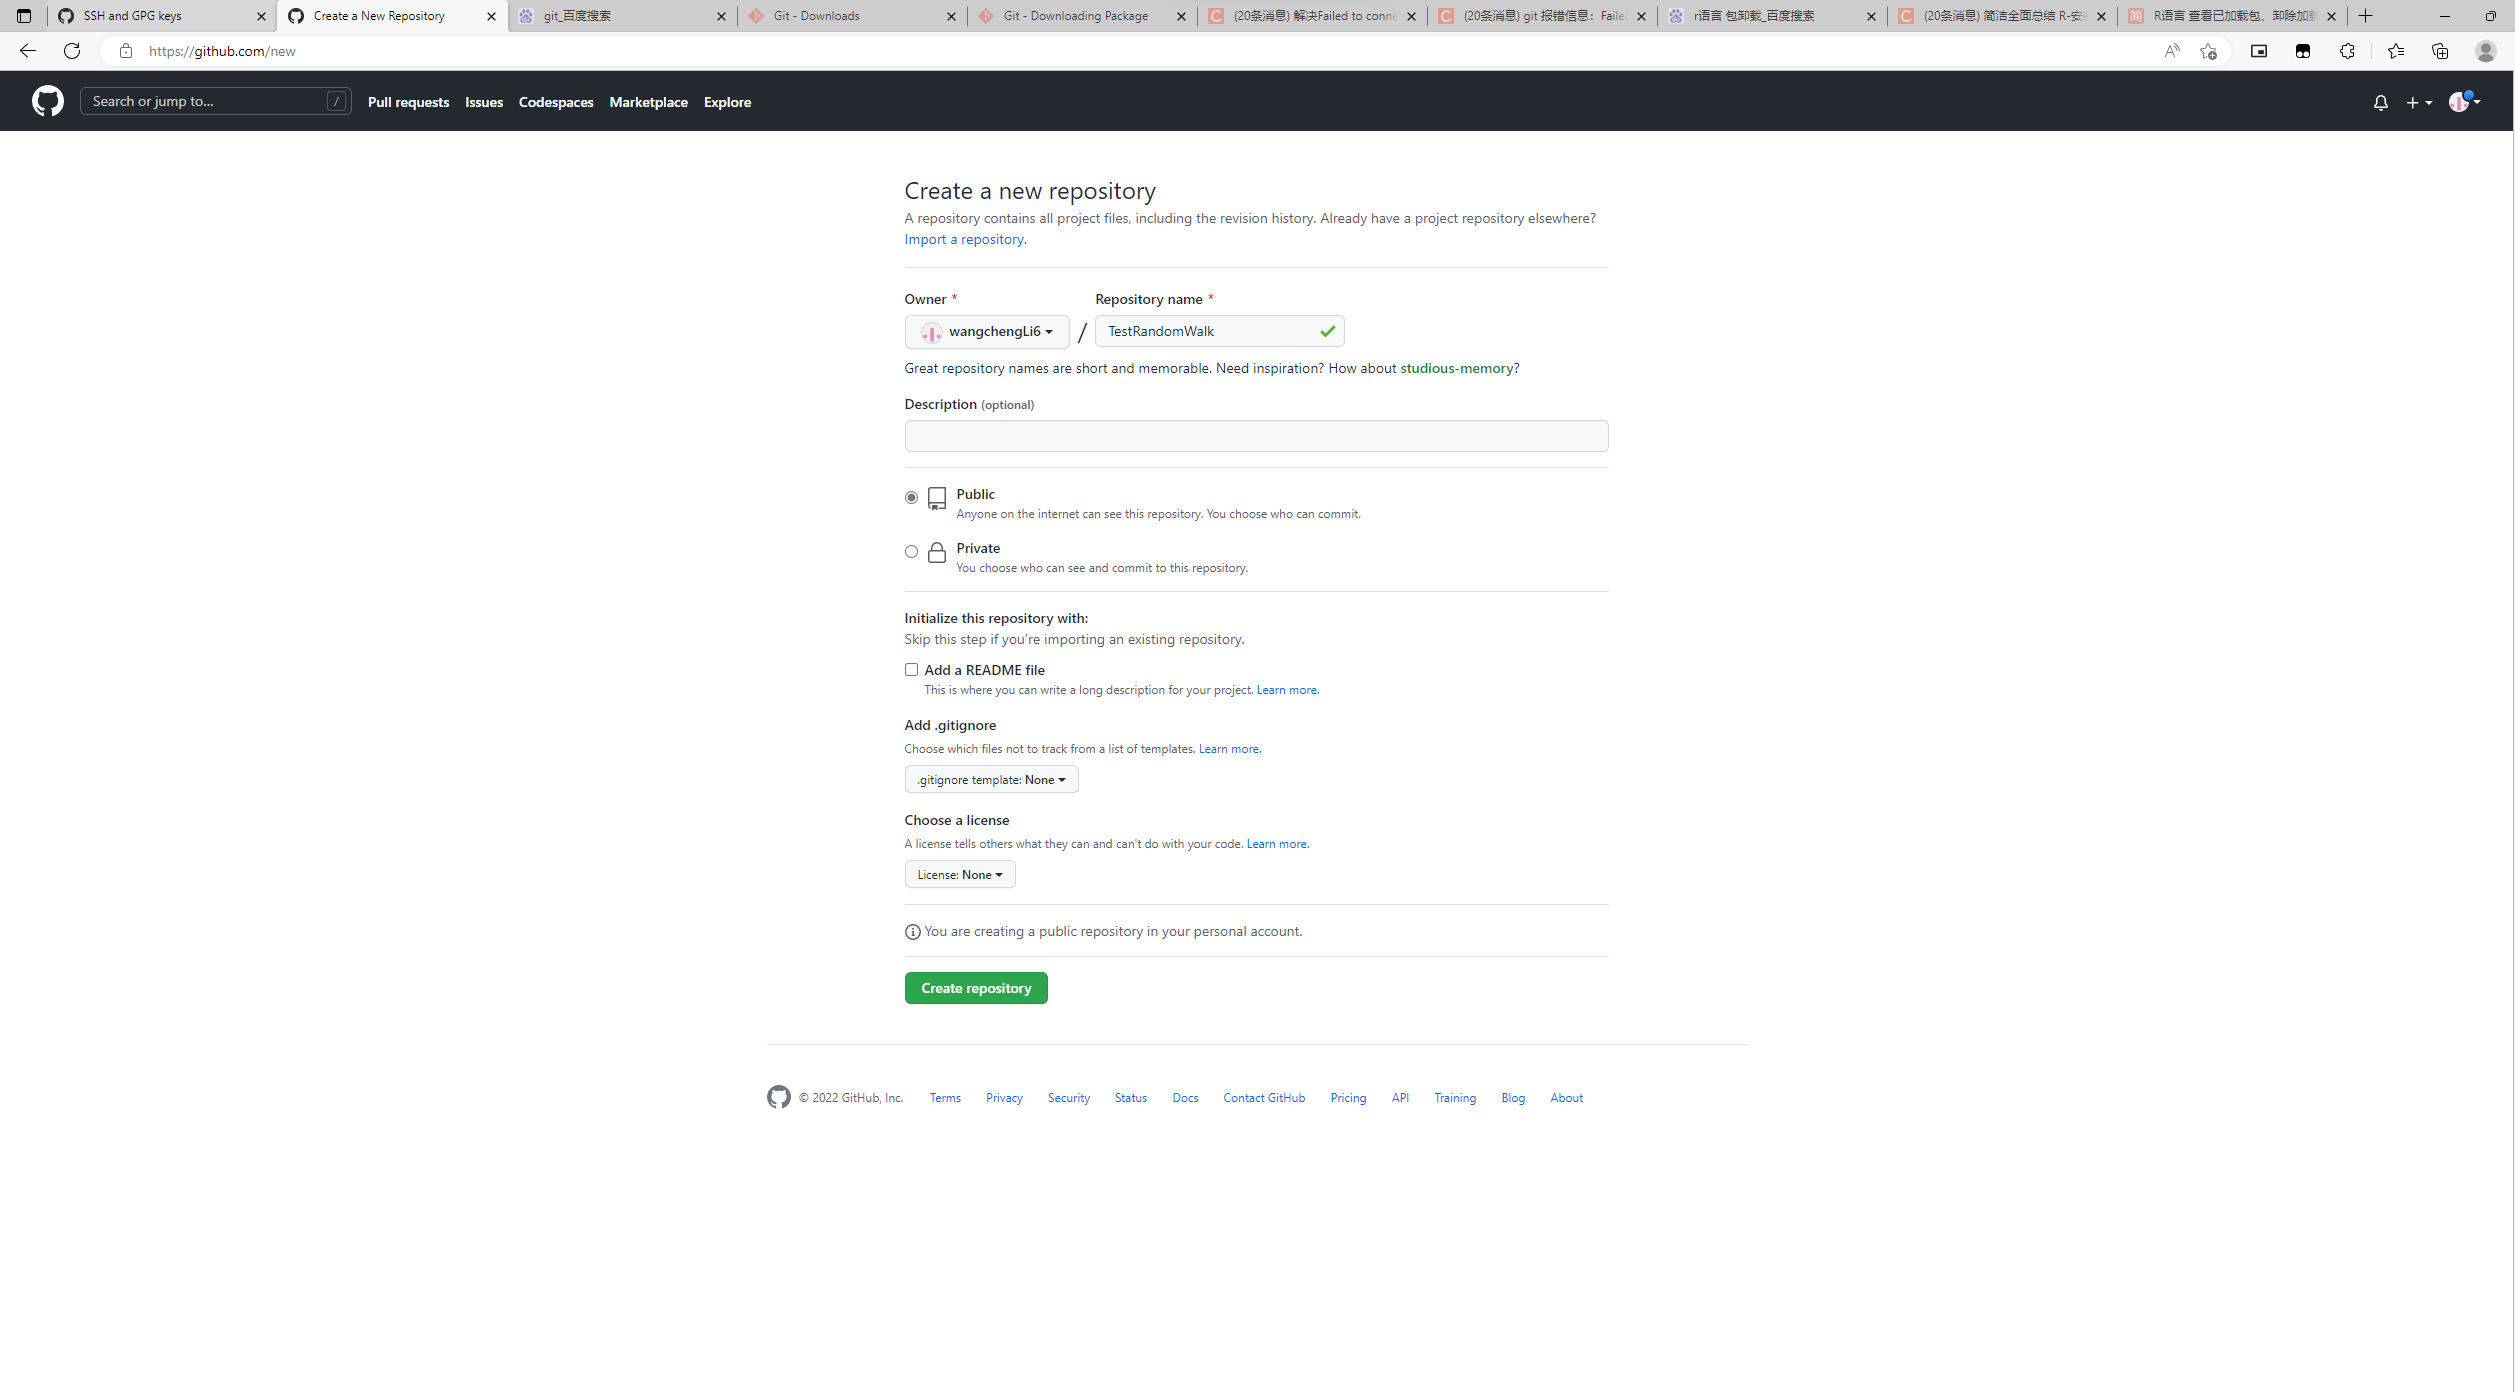 SSH and GPG keys
Create a New Repository
git_百度搜索
Git - Downloads
Git - Downloading Package
(20条消息) 解决Failed to conne
(20条消息) git 报错信息：Failed
r语言 包卸载_百度搜索
(20条消息) 简洁全面总结 R-安
R语言 查看已加载包、卸除加载
https://github.com/new
Search or jump to...
/
Pull requests
Issues
Codespaces
Marketplace
Explore
Create a new repository
A repository contains all project files, including the revision history. Already have a project repository elsewhere?
Import a repository.
Owner *
Repository name *
wangchengLi6
/
TestRandomWalk
Great repository names are short and memorable. Need inspiration? How about studious-memory?
Description (optional)
Public
Anyone on the internet can see this repository. You choose who can commit.
Private
You choose who can see and commit to this repository.
Initialize this repository with:
Skip this step if you're importing an existing repository.
Add a README file
This is where you can write a long description for your project. Learn more.
Add .gitignore
Choose which files not to track from a list of templates. Learn more.
.gitignore template: None
Choose a license
A license tells others what they can and can't do with your code. Learn more.
License: None
You are creating a public repository in your personal account.
Create repository
© 2022 GitHub, Inc.
Terms
Privacy
Security
Status
Docs
Contact GitHub
Pricing
API
Training
Blog
About